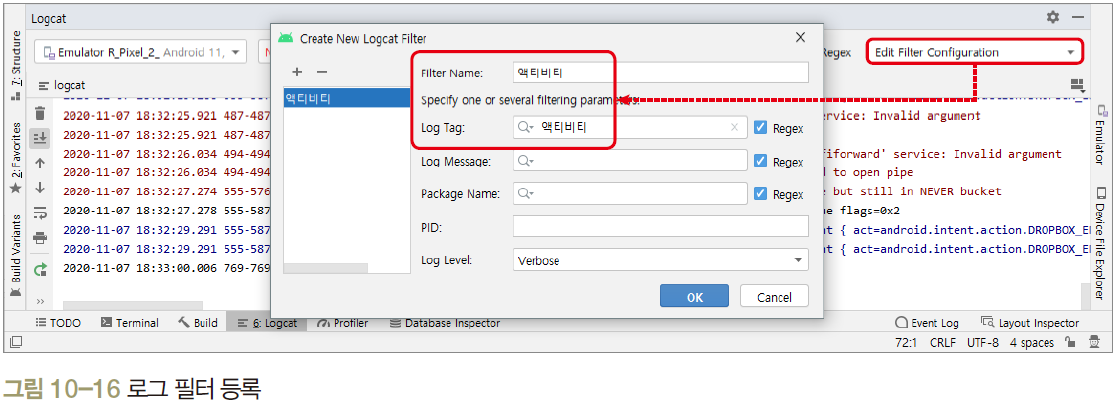 Logcat
Emulator R_Pixel_2_ Android 11,
Regex
Edit Filter Configuration
logcat
2020-11-07 18:32:25.921 487-487
2020-11-07 18:32:25.921 487-487
2020-11-07 18:32:26.034 494-494
2020-11-07 18:32:26.034 494-494
2020-11-07 18:32:27.274 555-576
2020-11-07 18:32:27.278 555-587
2020-11-07 18:32:29.291 555-587
2020-11-07 18:32:29.291 555-587
2020-11-07 18:33:00.006 769-769
Create New Logcat Filter
액티비티
Filter Name: 액티비티
Specify one or several filtering parameters:
Log Tag: 액티비티 Regex
Log Message: Regex
Package Name: Regex
PID:
Log Level: Verbose
OK Cancel
ervice: Invalid argument
fiforward' service: Invalid argument
d to open pipe
e but still in NEVER bucket
ne flags=0x2
nt { act=android.intent.action.DROPBOX_E
nt { act=android.intent.action.DROPBOX_E
7: Structure
2: Favorites
Build Variants
Emulator
Device File Explorer
TODO Terminal Build 6: Logcat Profiler Database Inspector Event Log Layout Inspector
72:1 CRLF UTF-8 4 spaces
그림 10-16 로그 필터 등록